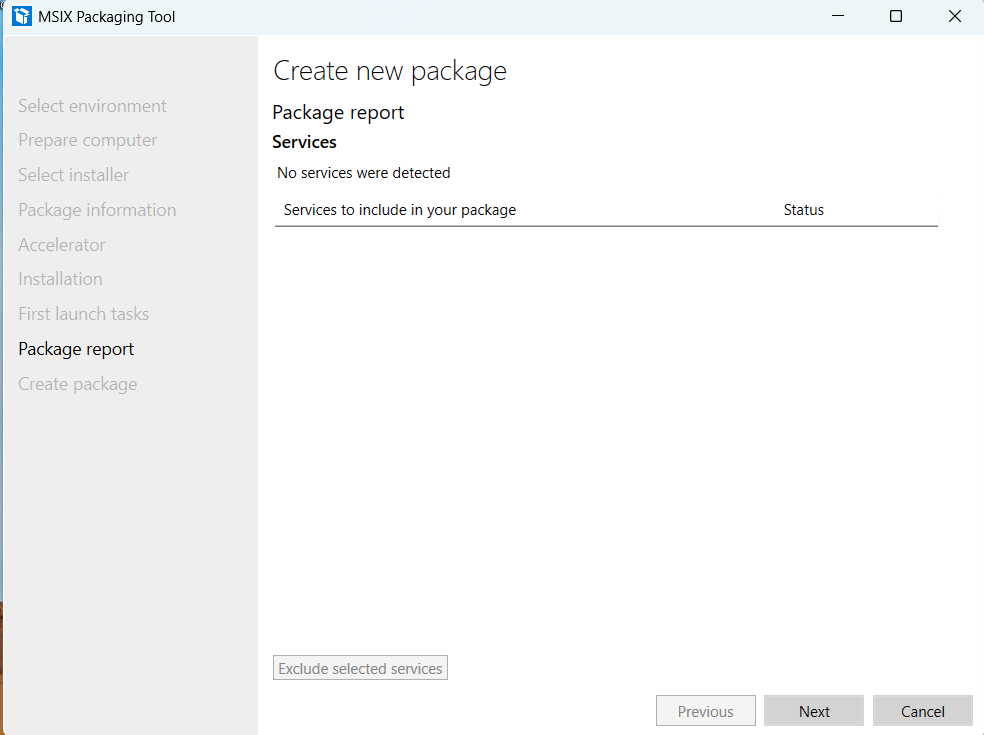 MSIX Packaging Tool
Create new package
Select environment
Prepare computer
Select installer
Package information
Accelerator
Installation
First launch tasks
Package report
Create package
Package report
Services
No services were detected
Services to include in your package Status
Exclude selected services
Previous Next Cancel